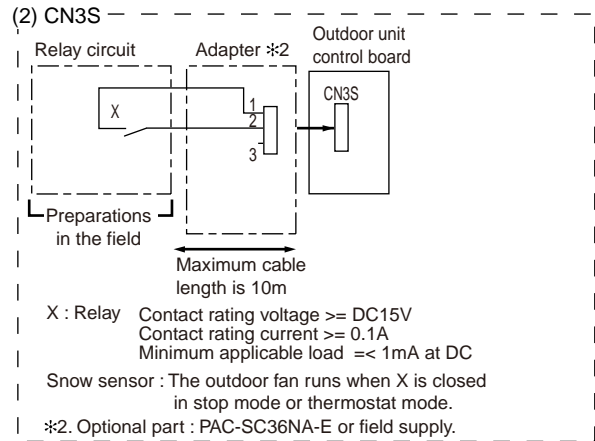 (2) CN3S
Relay circuit
Adapter ※2
Outdoor unit
control board
CN3S
X
1
2
3
Preparations
in the field
Maximum cable
length is 10m
X : Relay Contact rating voltage >= DC15V
Contact rating current >= 0.1A
Minimum applicable load =< 1mA at DC
Snow sensor : The outdoor fan runs when X is closed
in stop mode or thermostat mode.
※2. Optional part : PAC-SC36NA-E or field supply.